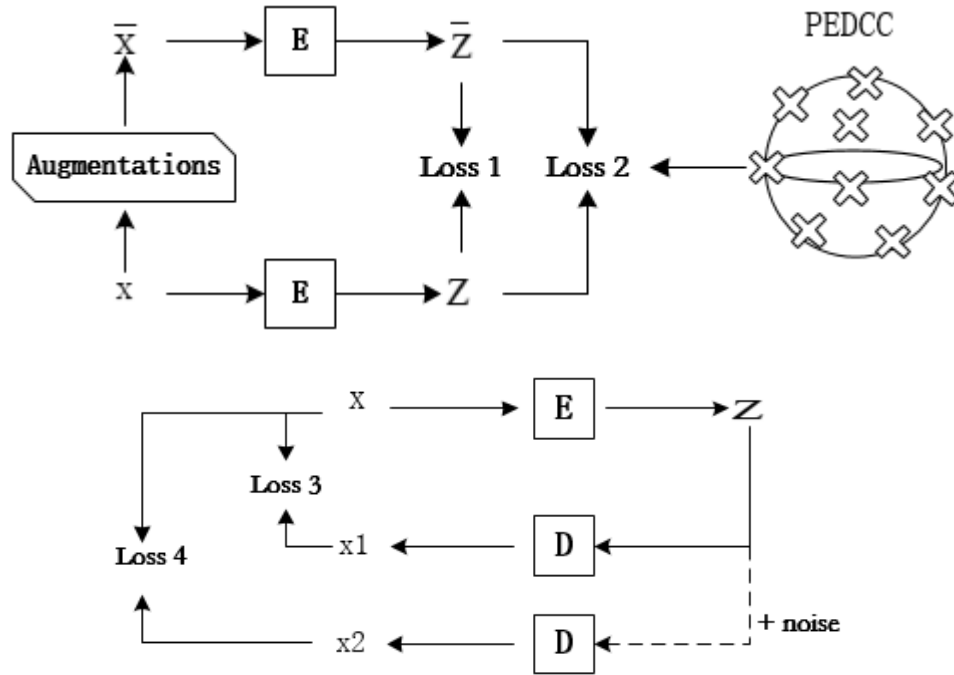 X̅ E Z̅ PEDCC
Augmentations Loss 1 Loss 2
x E Z
x E Z
Loss 3
Loss 4 x1 D
+ noise
x2 D